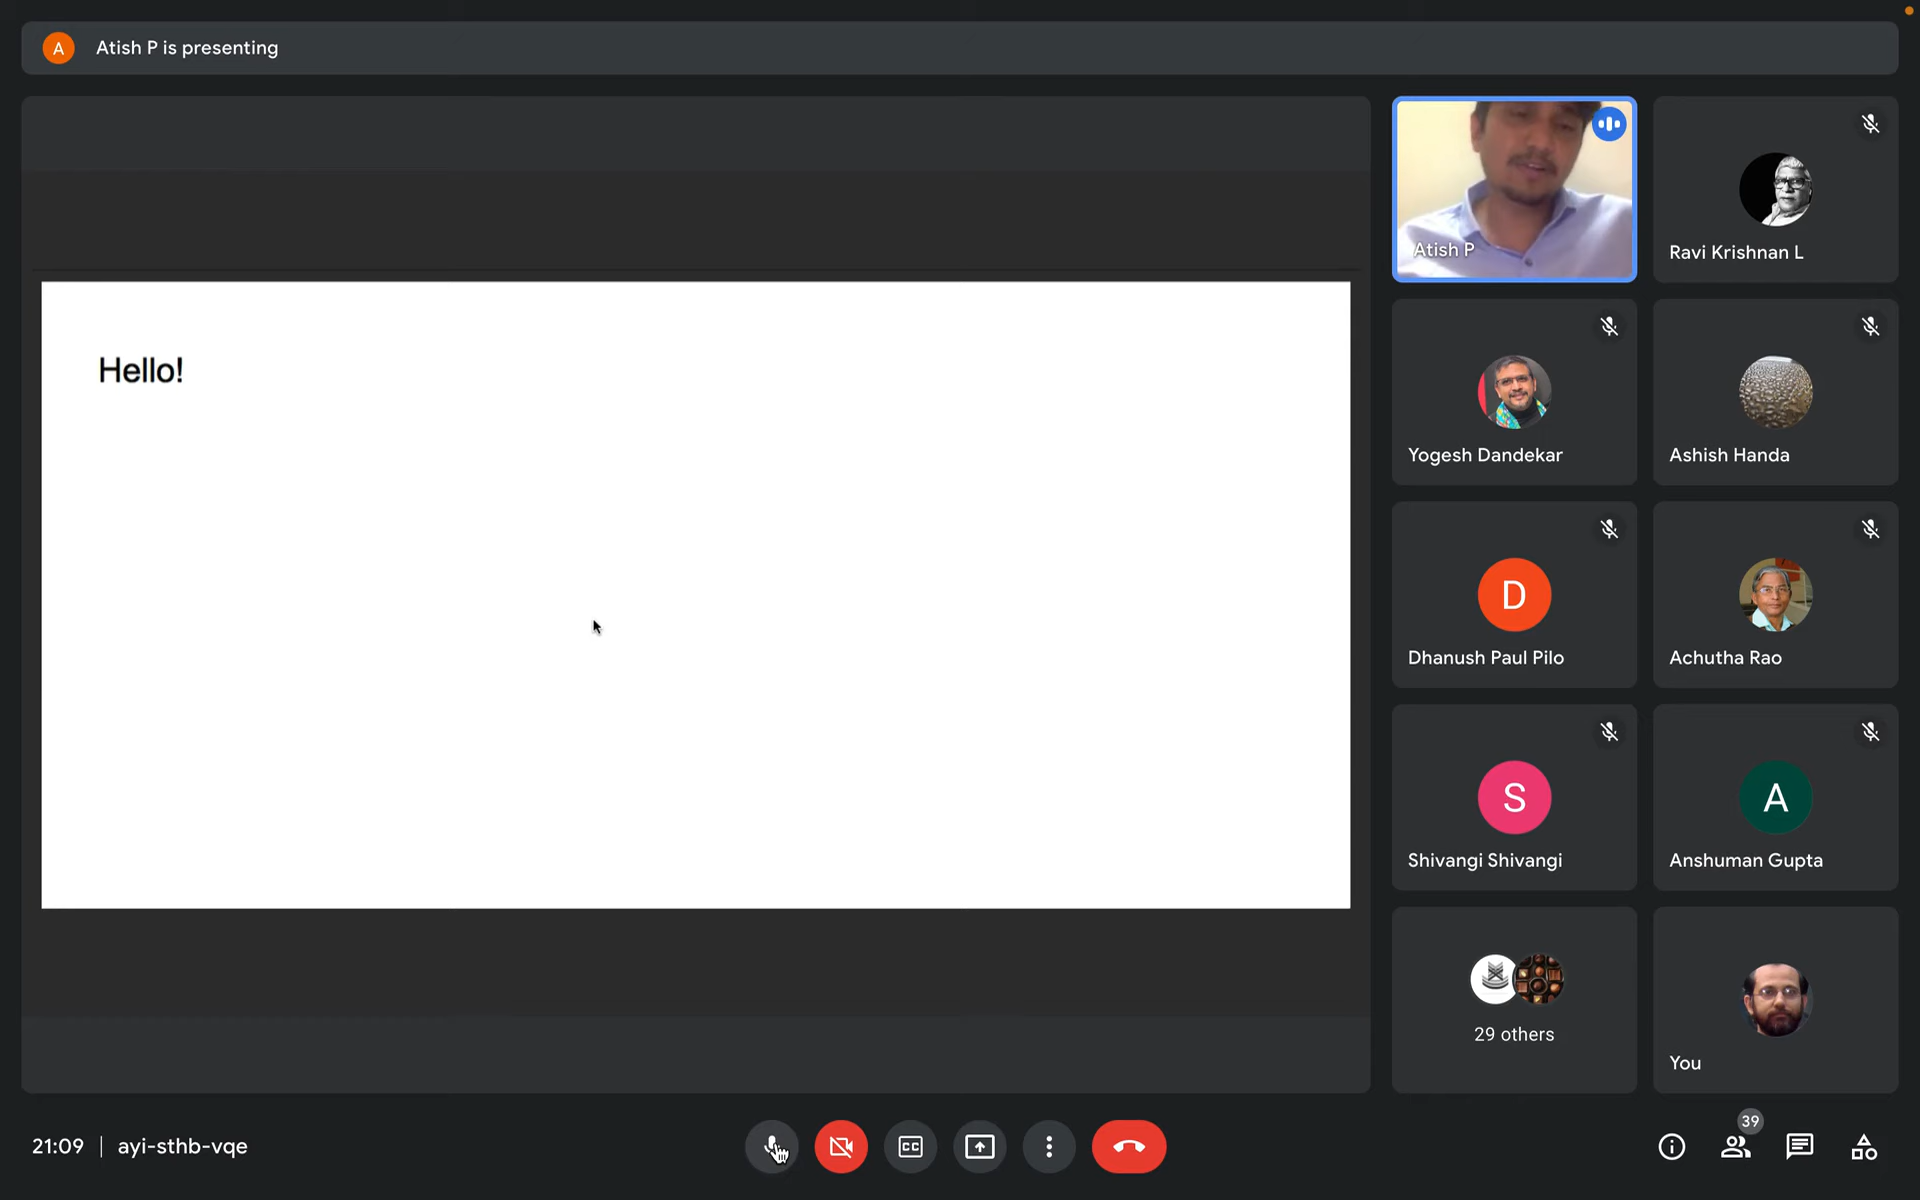 A Atish P is presenting
Hello!
Atish P
Ravi Krishnan L
Yogesh Dandekar
Ashish Handa
D
Dhanush Paul Pilo
Achutha Rao
S
Shivangi Shivangi
A
Anshuman Gupta
29 others
You
21:09 | ayi-sthb-vqe
CC
39